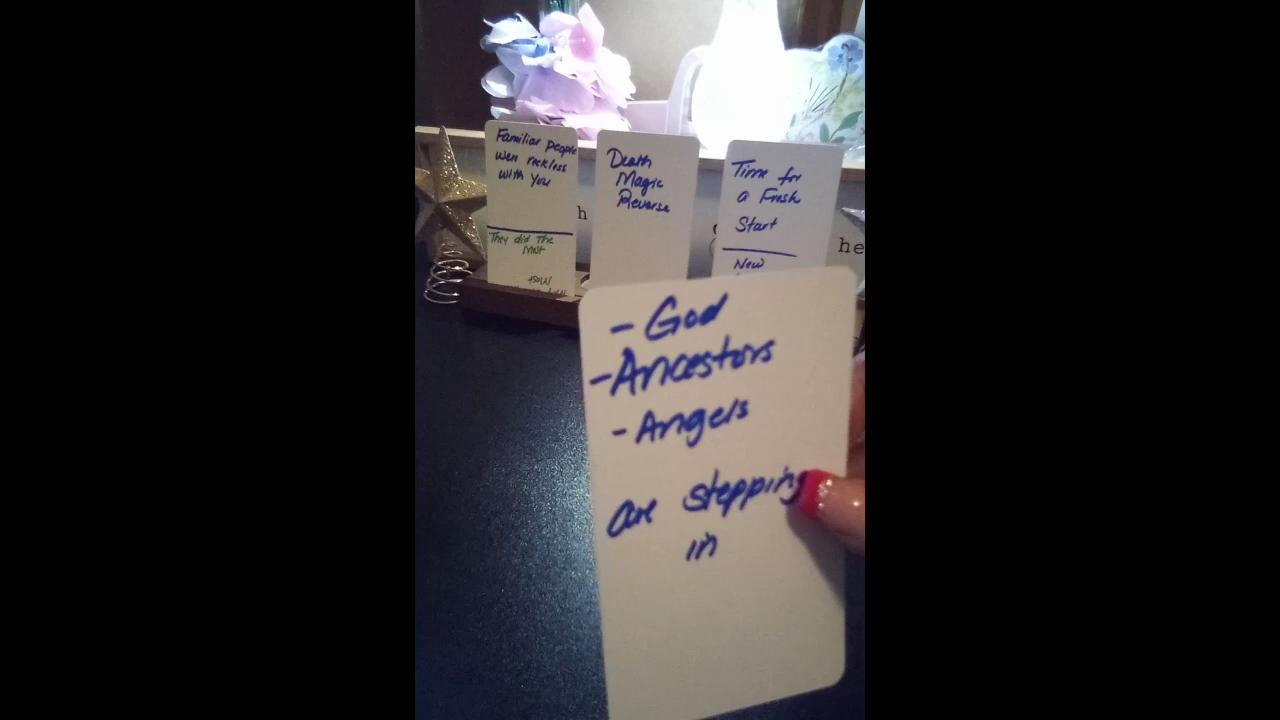 Familiar people
were reckless
with you
They did the
most
Death
Magic
Reverse
Time for
a Fresh
Start
New
h
he
- God
- Ancestors
- Angels
are stepping
in